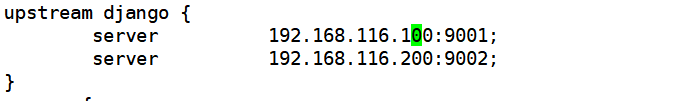 upstream django {
        server          192.168.116.100:9001;
        server          192.168.116.200:9002;
}